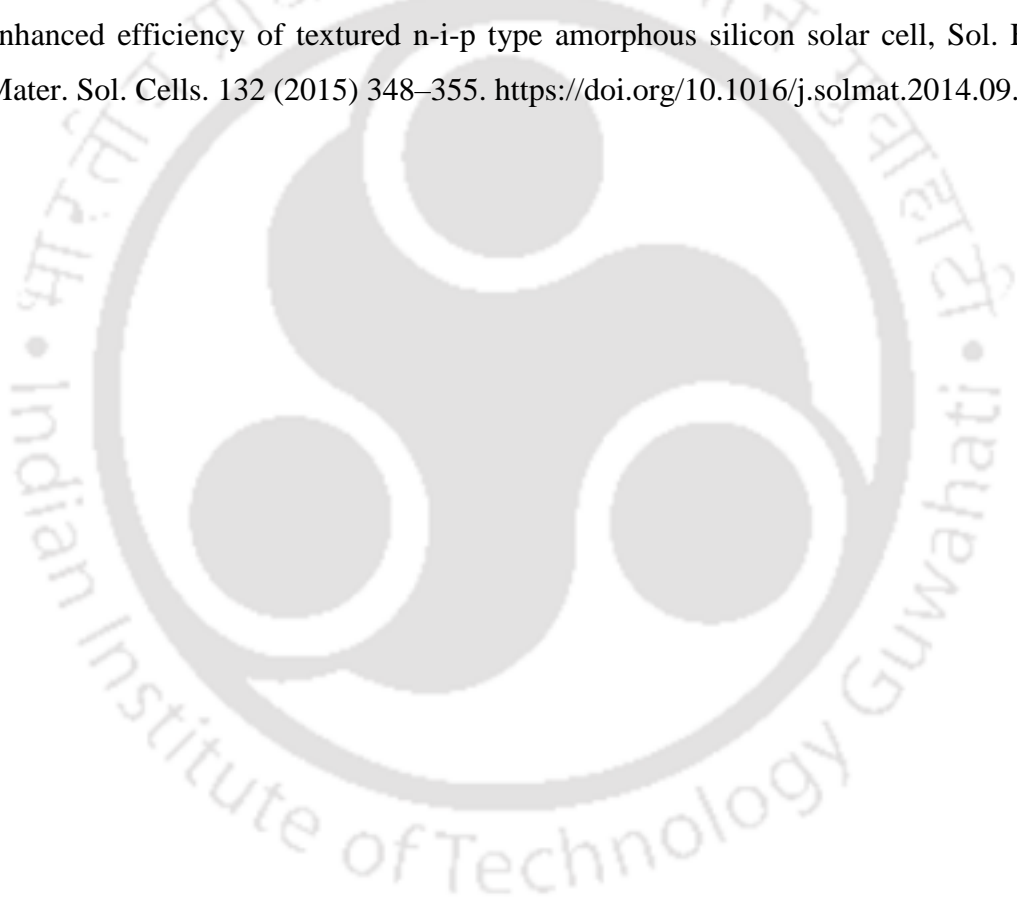 nhanced efficiency of textured n-i-p type amorphous silicon solar cell, Sol.
Mater. Sol. Cells. 132 (2015) 348–355. https://doi.org/10.1016/j.solmat.2014.09.
• Indian Institute of Technology Guwahati •